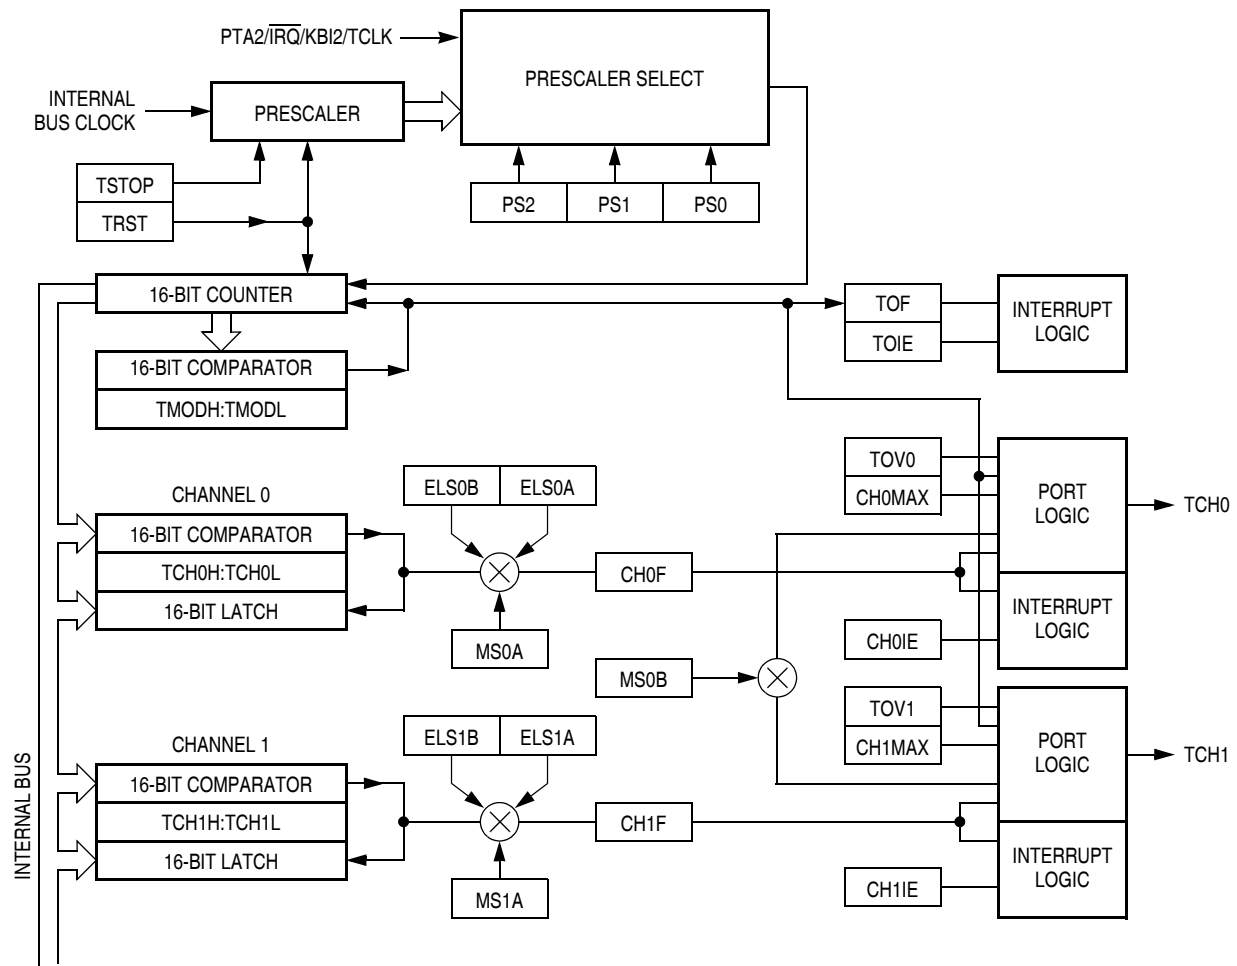 PTA2/IRQ/KBI2/TCLK
PRESCALER SELECT
INTERNAL
BUS CLOCK
PRESCALER
TSTOP
TRST
PS2
PS1
PS0
16-BIT COUNTER
TOF
TOIE
INTERRUPT
LOGIC
16-BIT COMPARATOR
TMODH:TMODL
CHANNEL 0
16-BIT COMPARATOR
TCH0H:TCH0L
16-BIT LATCH
ELS0B
ELS0A
MS0A
CH0F
TOV0
CH0MAX
PORT
LOGIC
TCH0
INTERRUPT
LOGIC
CH0IE
MS0B
CHANNEL 1
16-BIT COMPARATOR
TCH1H:TCH1L
16-BIT LATCH
ELS1B
ELS1A
MS1A
CH1F
TOV1
CH1MAX
PORT
LOGIC
TCH1
INTERRUPT
LOGIC
CH1IE
INTERNAL BUS